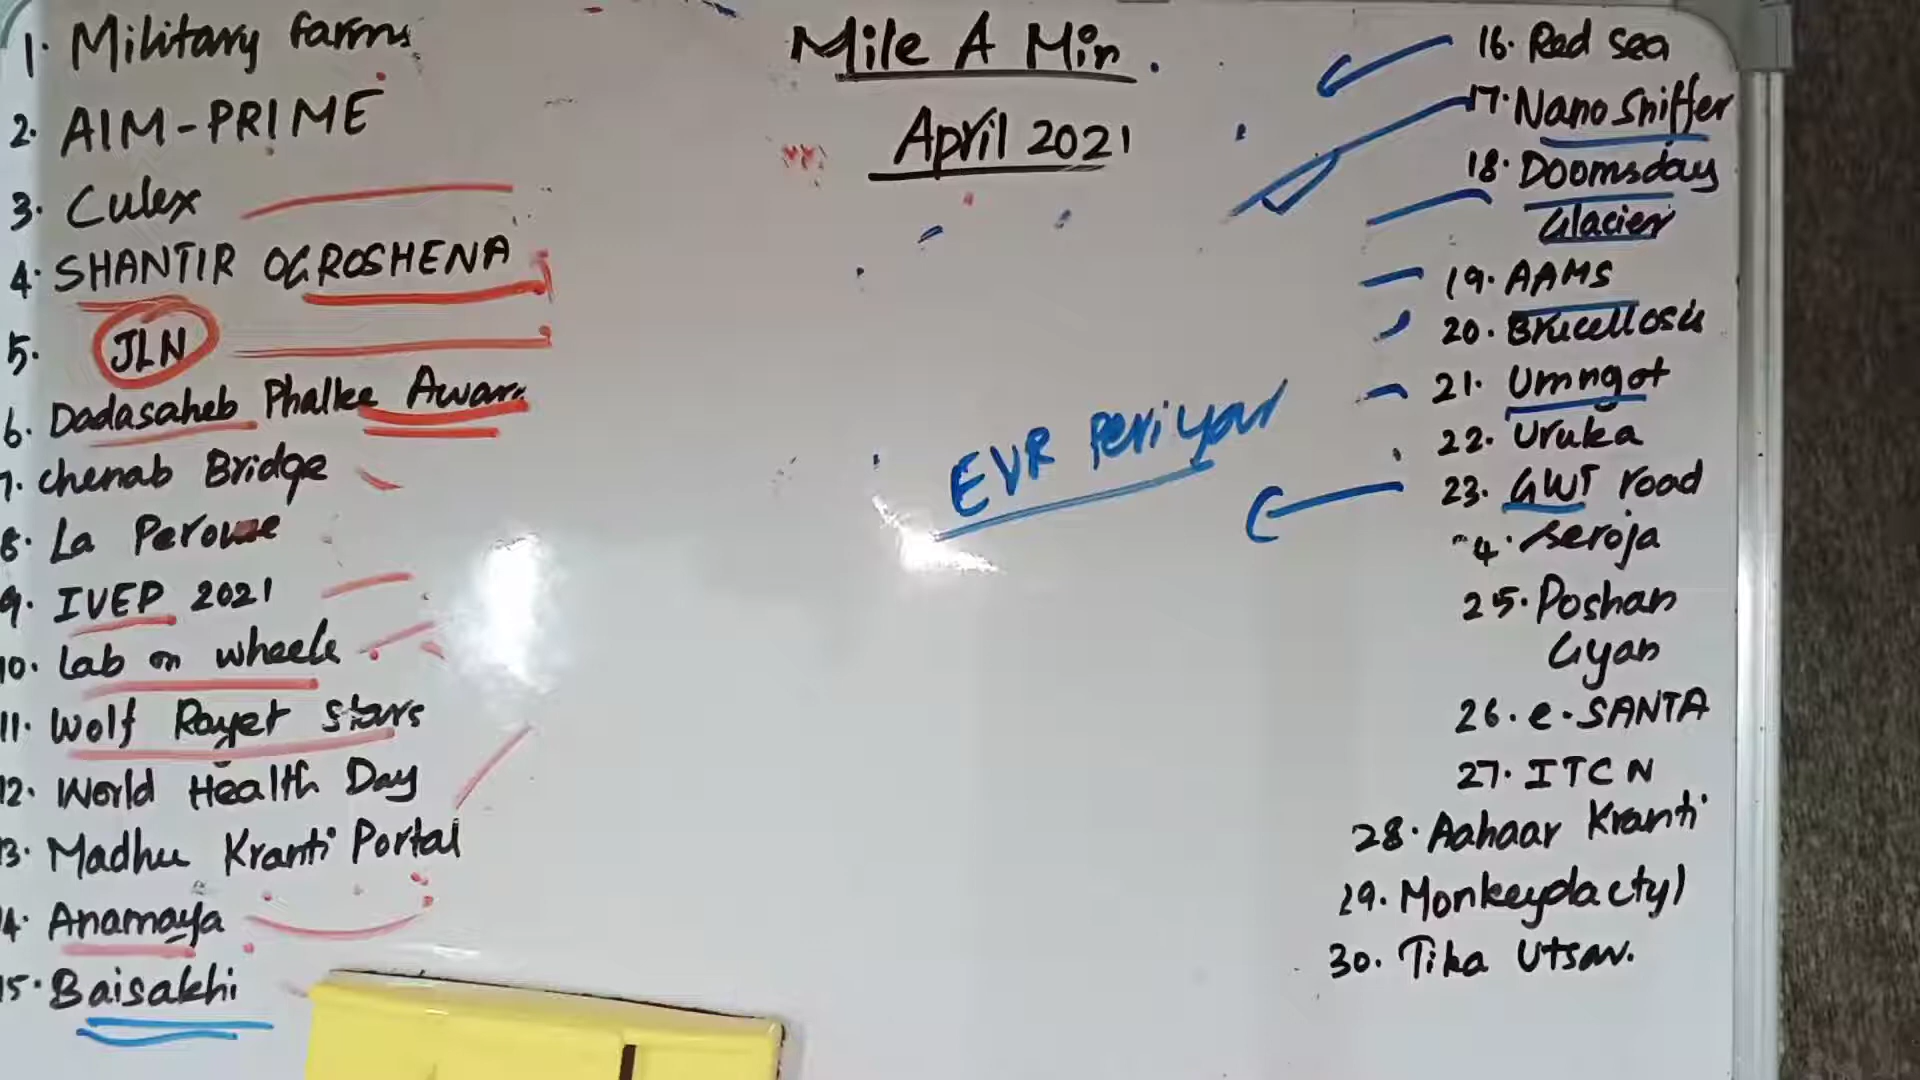 Mile A Min.
April 2021
1. Military farms
2. AIM-PRIME
3. Culex
4. SHANTIR OGROSHENA
5. JLN
6. Dadasaheb Phalke Award
7. Chenab Bridge
8. La Perouse
9. IVEP 2021
10. Lab on wheels
11. Wolf Rayet Stars
12. World Health Day
13. Madhu Kranti Portal
14. Anamaya
15. Baisakhi
EVR Periyar
16. Red Sea
17. Nano Sniffer
18. Doomsday
Glacier
19. AAMS
20. Brucellosis
21. Umngot
22. Uruka
23. GWT road
4. Seroja
25. Poshan
Gyan
26. e-SANTA
27. ITCN
28. Aahaar Kranti
29. Monkeydactyl
30. Tika Utsav.